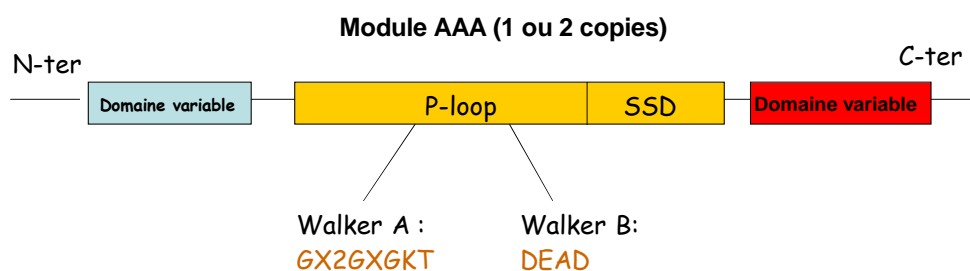 Module AAA (1 ou 2 copies)
N-ter
C-ter
Domaine variable
P-loop
SSD
Domaine variable
Walker A :
GX2GXGKT
Walker B:
DEAD